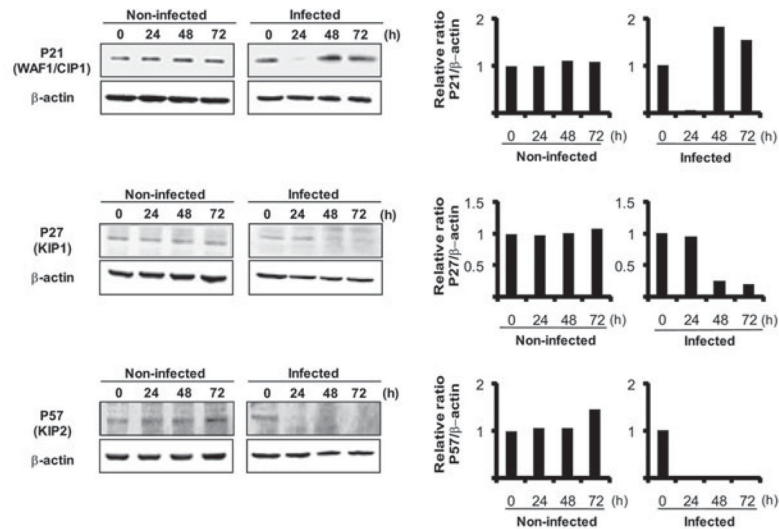 Non-infected Infected
0 24 48 72 0 24 48 72 (h)
P21
(WAF1/CIP1)
β-actin
Relative ratio
P21/β-actin
2
1
0 24 48 72 (h)
Non-infected
2
1
0 24 48 72 (h)
Infected
Non-infected Infected
0 24 48 72 0 24 48 72 (h)
P27
(KIP1)
β-actin
Relative ratio
P27/β-actin
1.5
1
0.5
0 24 48 72 (h)
Non-infected
1.5
1
0.5
0 24 48 72 (h)
Infected
Non-infected Infected
0 24 48 72 0 24 48 72 (h)
P57
(KIP2)
β-actin
Relative ratio
P57/β-actin
2
1
0 24 48 72 (h)
Non-infected
2
1
0 24 48 72 (h)
Infected